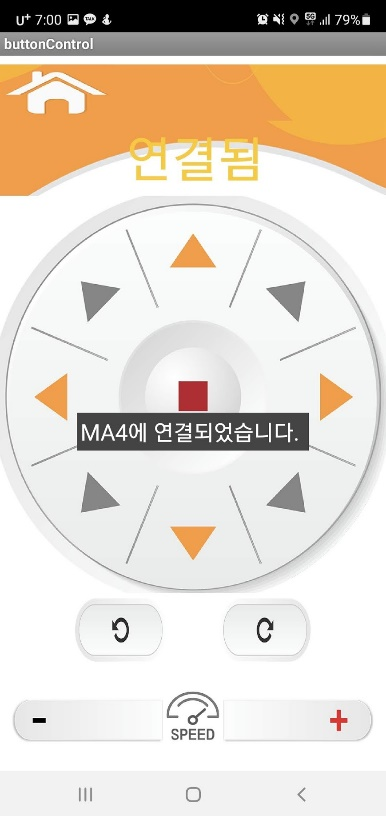 U+ 7:00 79%
buttonControl
연결됨
MA4에 연결되었습니다.
- +
SPEED